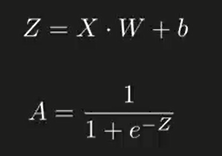 Z = X · W + b
A = 1 / (1 + e^{-Z})